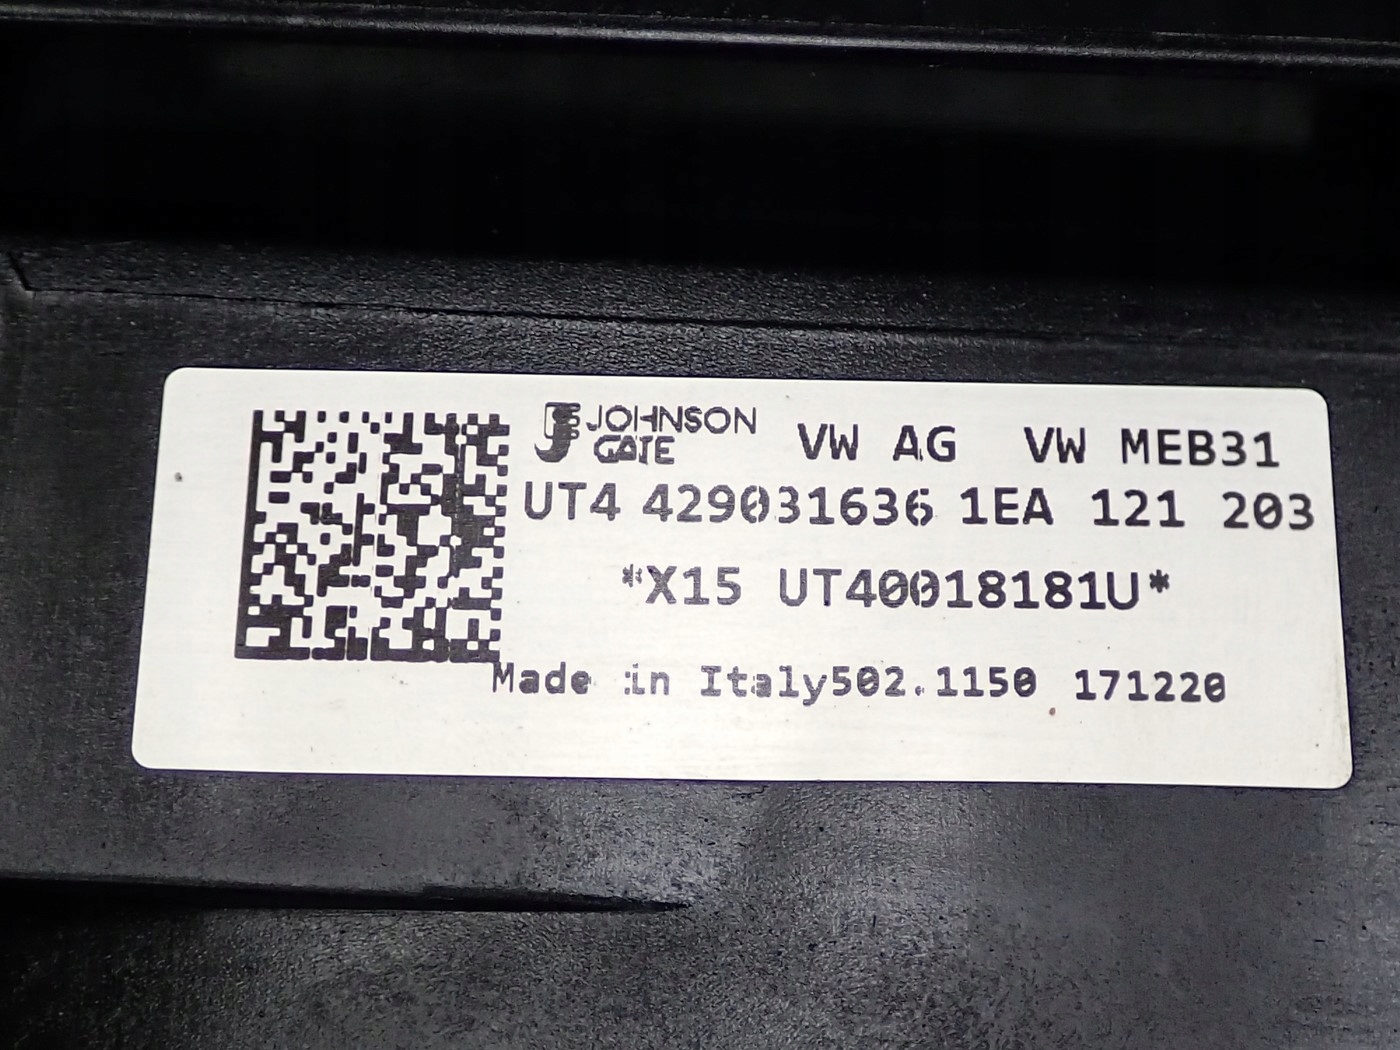 JOHNSON
GATE
VW AG VW MEB31
UT4 429031636 1EA 121 203
*X15 UT40018181U*
Made in Italy502.1150 171220